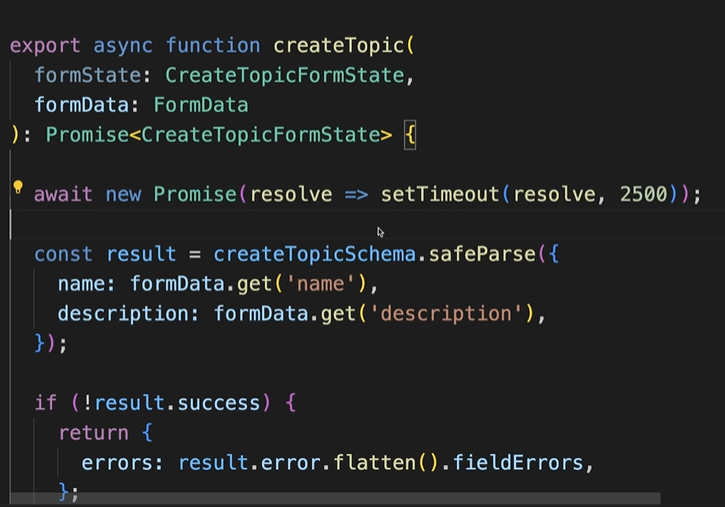 export async function createTopic(
formState: CreateTopicFormState,
formData: FormData
): Promise<CreateTopicFormState> {
await new Promise(resolve => setTimeout(resolve, 2500));
const result = createTopicSchema.safeParse({
name: formData.get('name'),
description: formData.get('description'),
});
if (!result.success) {
return {
errors: result.error.flatten().fieldErrors,
};